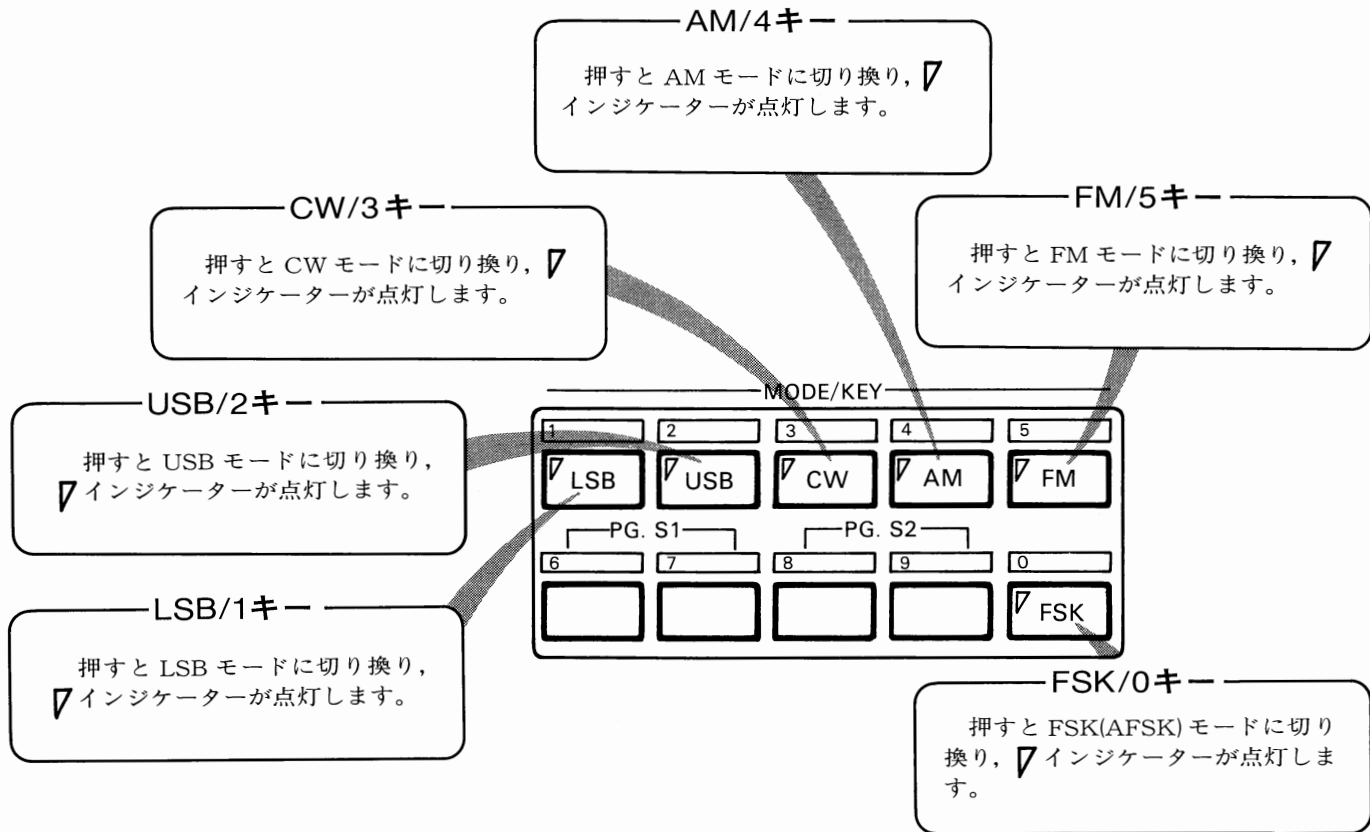 AM/4キー
押すと AM モードに切り換り，
インジケーターが点灯します。
CW/3キー
押すと CW モードに切り換り，
インジケーターが点灯します。
FM/5キー
押すと FM モードに切り換り，
インジケーターが点灯します。
USB/2キー
押すと USB モードに切り換り，
インジケーターが点灯します。
LSB/1キー
押すと LSB モードに切り換り，
インジケーターが点灯します。
MODE/KEY
1 2 3 4 5
LSB USB CW AM FM
PG. S1 PG. S2
6 7 8 9 0
FSK
FSK/0キー
押すと FSK(AFSK) モードに切り
換り， インジケーターが点灯しま
す。